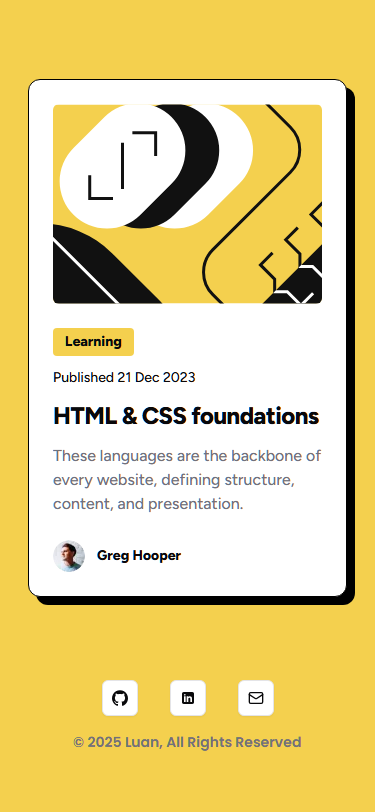 Learning
Published 21 Dec 2023
HTML & CSS foundations
These languages are the backbone of
every website, defining structure,
content, and presentation.
Greg Hooper
© 2025 Luan, All Rights Reserved